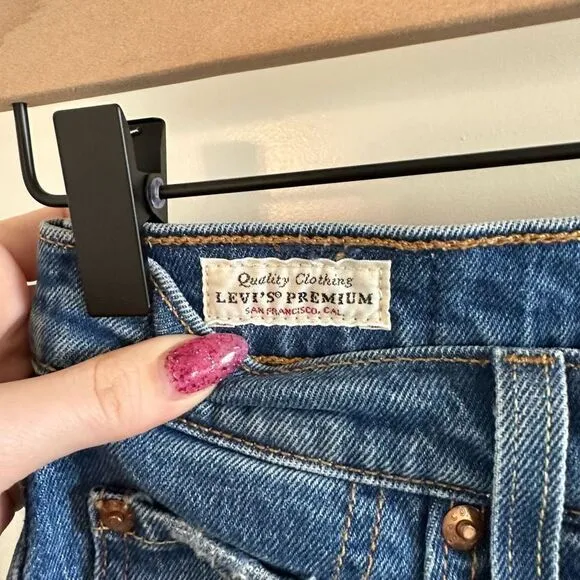 Quality Clothing
LEVI'S® PREMIUM
SAN FRANCISCO, CAL.